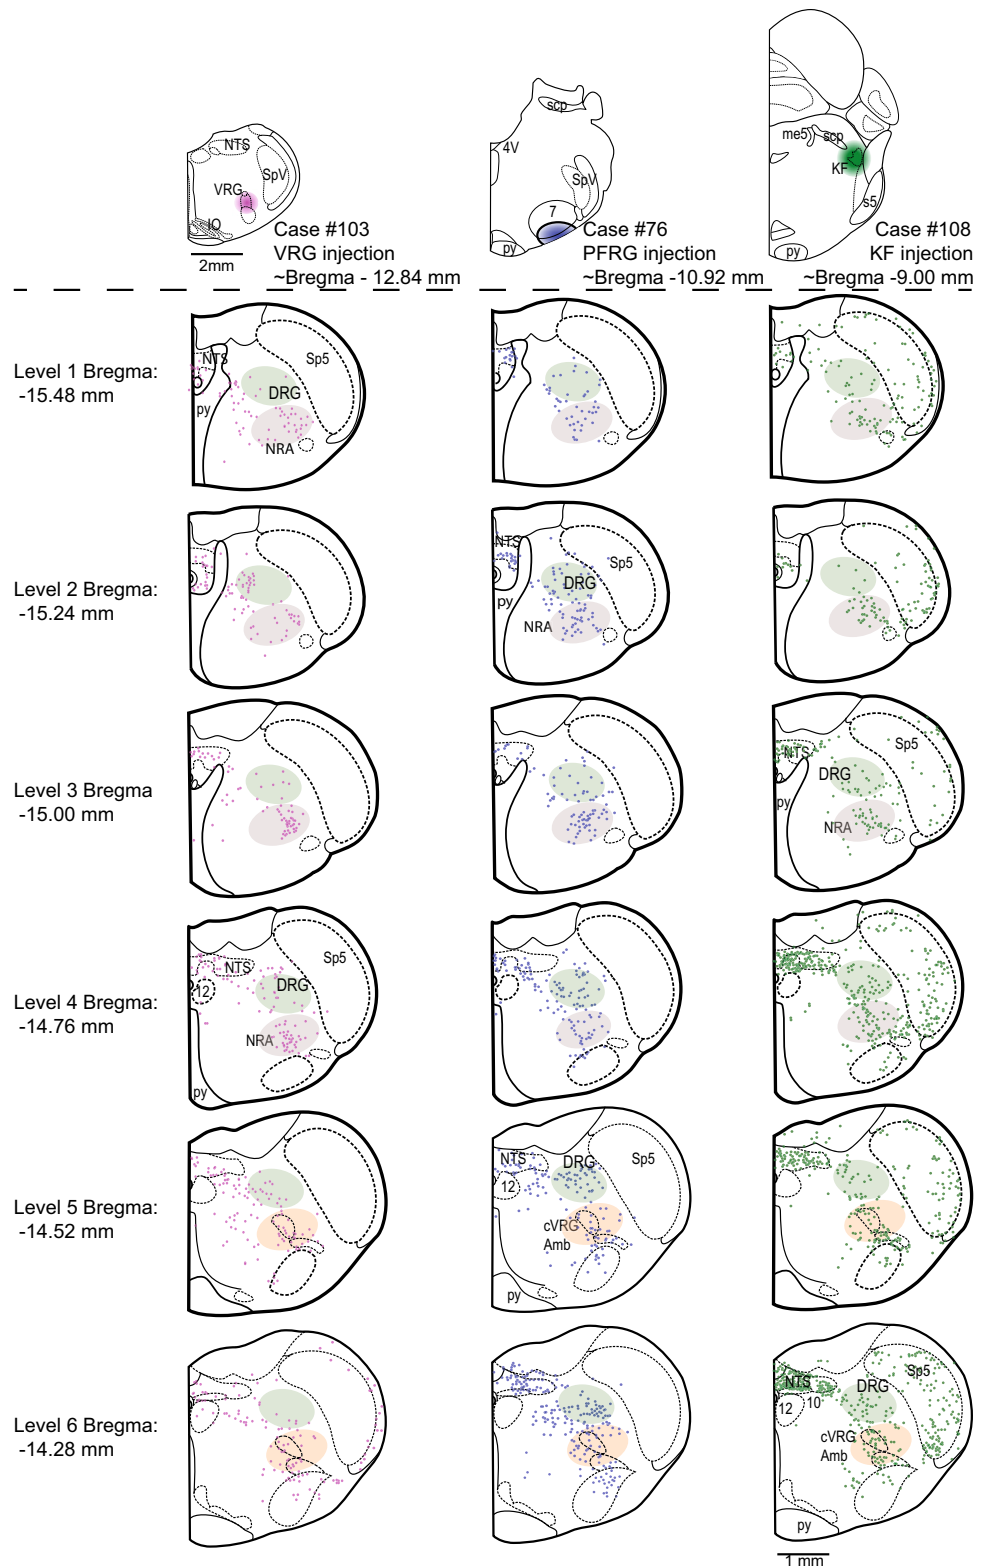 scp
me5 scp
NTS
4V
SpV
SpV
KF
VRG
s5
7
IO
py
py
2mm
Case #103
VRG injection
~Bregma - 12.84 mm
Case #76
PFRG injection
~Bregma -10.92 mm
Case #108
KF injection
~Bregma -9.00 mm
Level 1 Bregma:
-15.48 mm
NTS
Sp5
DRG
py
NRA
Level 2 Bregma:
-15.24 mm
NTS
Sp5
DRG
py
NRA
Level 3 Bregma
-15.00 mm
NTS
Sp5
DRG
py
NRA
Level 4 Bregma:
-14.76 mm
NTS
Sp5
12
DRG
NRA
py
Level 5 Bregma:
-14.52 mm
NTS
DRG
Sp5
12
cVRG
Amb
py
Level 6 Bregma:
-14.28 mm
NTS
Sp5
DRG
12
10
cVRG
Amb
py
1 mm